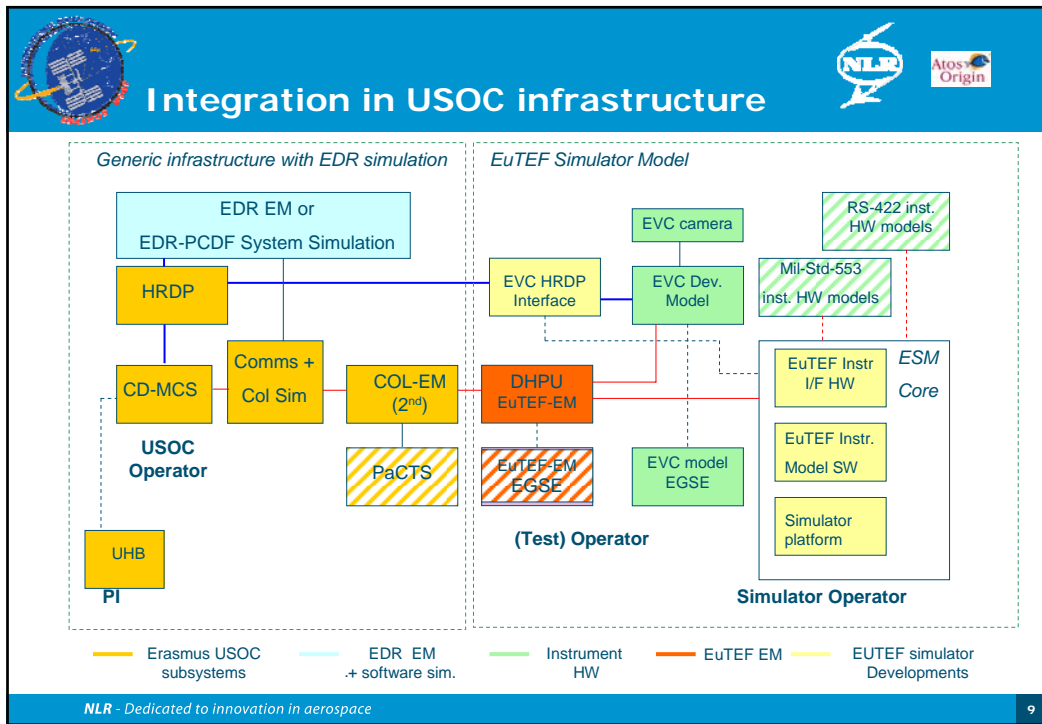 Integration in USOC infrastructure
NLR
Atos
Origin
Generic infrastructure with EDR simulation
EuTEF Simulator Model
EDR EM or
EDR-PCDF System Simulation
HRDP
CD-MCS
Comms +
Col Sim
COL-EM
(2nd)
USOC
Operator
PaCTS
UHB
PI
EVC camera
RS-422 inst.
HW models
Mil-Std-553
inst. HW models
EVC HRDP
Interface
EVC Dev.
Model
DHPU
EuTEF-EM
EuTEF-EM
EGSE
EVC model
EGSE
(Test) Operator
EuTEF Instr
I/F HW
ESM
Core
EuTEF Instr.
Model SW
Simulator
platform
Simulator Operator
Erasmus USOC
subsystems
EDR EM
.+ software sim.
Instrument
HW
EuTEF EM
EUTEF simulator
Developments
NLR - Dedicated to innovation in aerospace
9